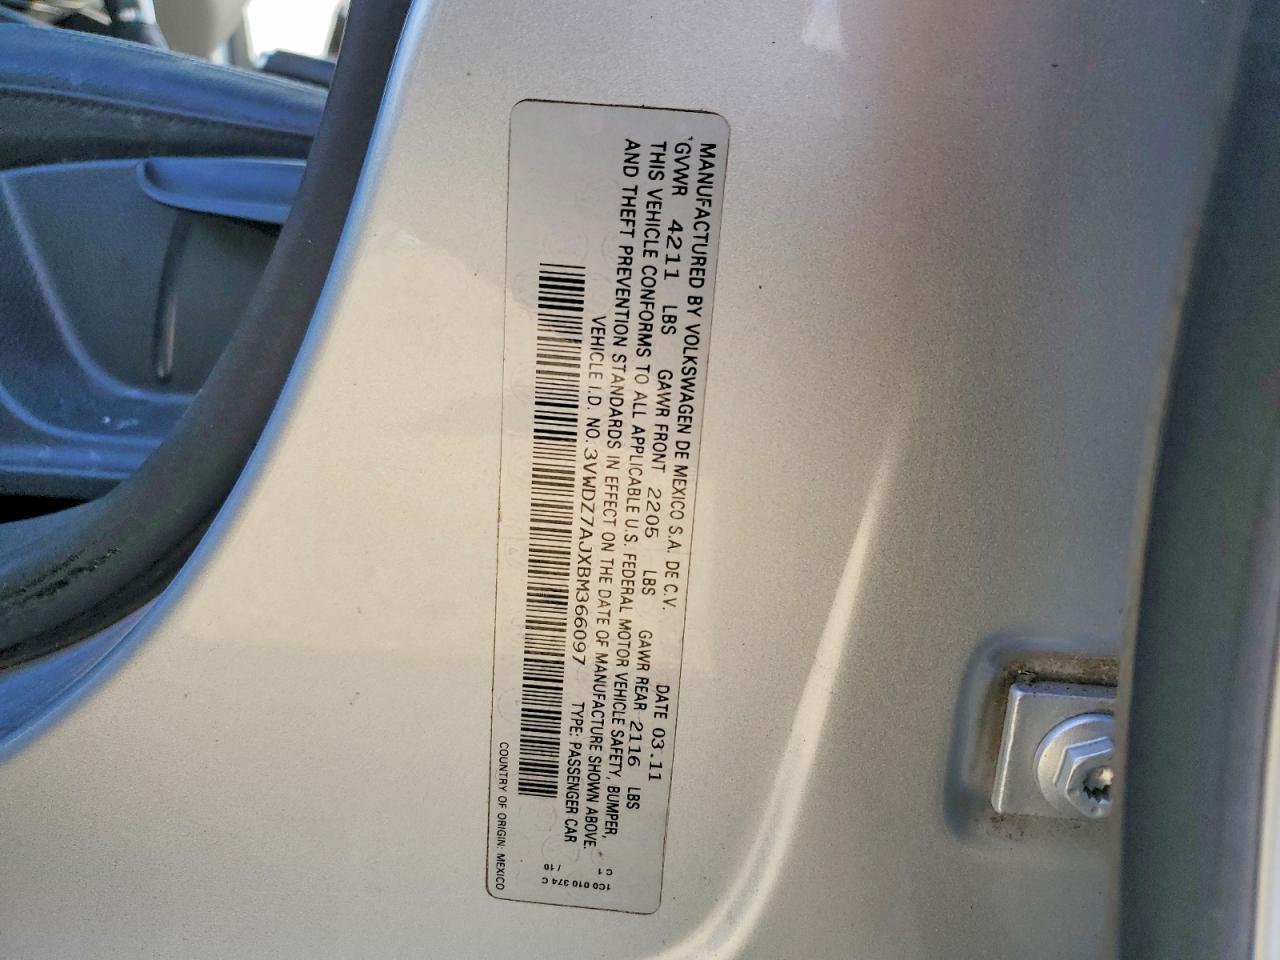 MANUFACTURED BY VOLKSWAGEN DE MEXICO S.A. DE C.V. DATE 03.11
GVWR 4211 LBS GAWR FRONT 2205 LBS GAWR REAR 2116 LBS
THIS VEHICLE CONFORMS TO ALL APPLICABLE U.S. FEDERAL MOTOR VEHICLE SAFETY, BUMPER,
AND THEFT PREVENTION STANDARDS IN EFFECT ON THE DATE OF MANUFACTURE SHOWN ABOVE.
VEHICLE I.D. NO. 3VWDZ7AJXBM366097 TYPE: PASSENGER CAR
COUNTRY OF ORIGIN: MEXICO
1C0 010 374 C
/ 10